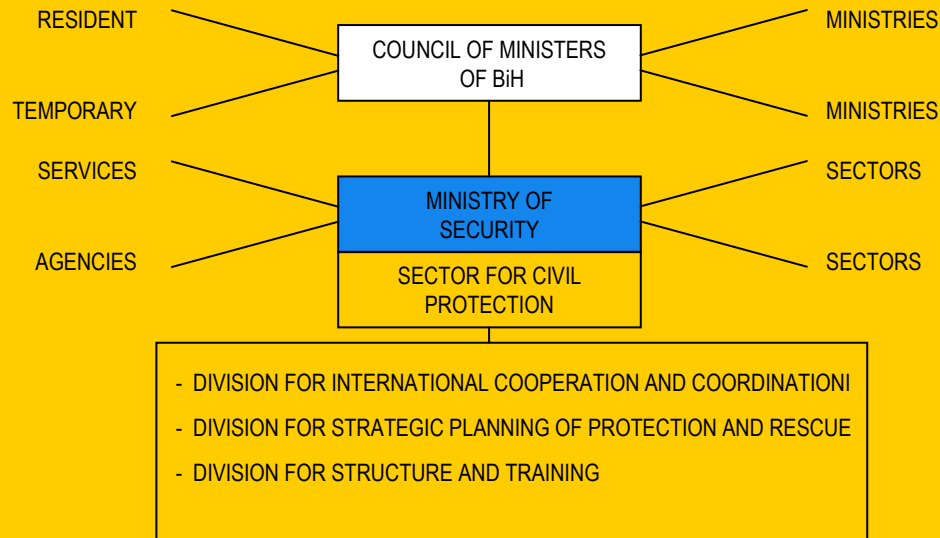 RESIDENT
MINISTRIES
COUNCIL OF MINISTERS
OF BiH
TEMPORARY
MINISTRIES
SERVICES
SECTORS
MINISTRY OF
SECURITY
AGENCIES
SECTORS
SECTOR FOR CIVIL
PROTECTION
- DIVISION FOR INTERNATIONAL COOPERATION AND COORDINATIONI
- DIVISION FOR STRATEGIC PLANNING OF PROTECTION AND RESCUE
- DIVISION FOR STRUCTURE AND TRAINING